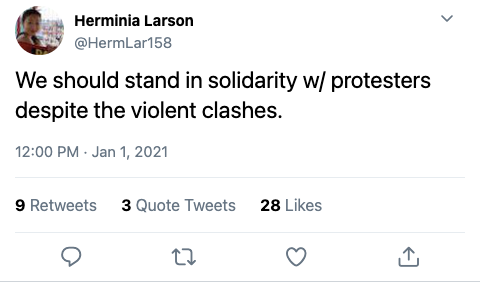 Herminia Larson
@HermLar158
We should stand in solidarity w/ protesters
despite the violent clashes.
12:00 PM · Jan 1, 2021
9 Retweets 3 Quote Tweets 28 Likes